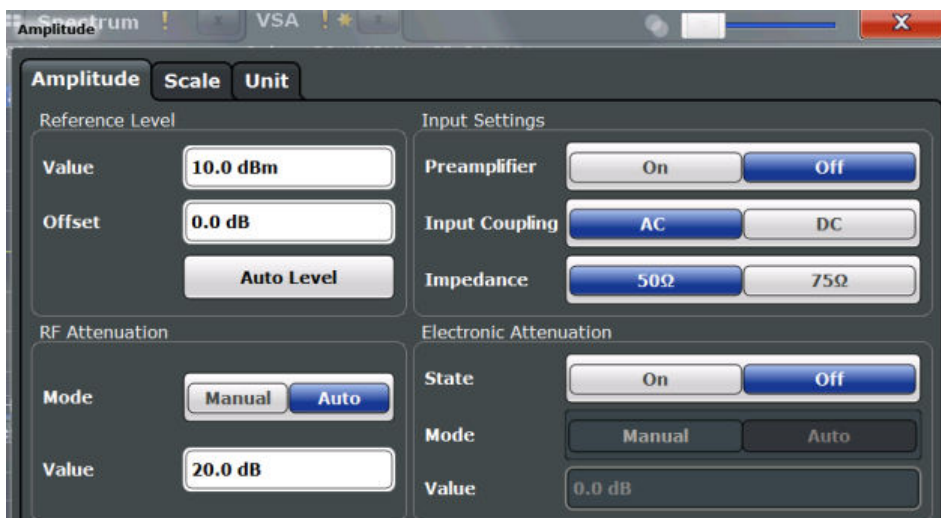 Spectrum !
VSA !
Amplitude
X
Amplitude Scale Unit
Reference Level
Value 10.0 dBm
Offset 0.0 dB
Auto Level
Input Settings
Preamplifier On Off
Input Coupling AC DC
Impedance 50Ω 75Ω
RF Attenuation
Mode Manual Auto
Value 20.0 dB
Electronic Attenuation
State On Off
Mode Manual Auto
Value 0.0 dB